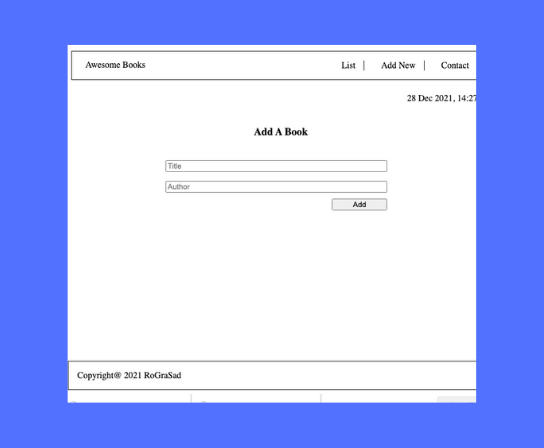 Awesome Books List | Add New | Contact
28 Dec 2021, 14:27
Add A Book
Title
Author
Add
Copyright® 2021 RoGraSad